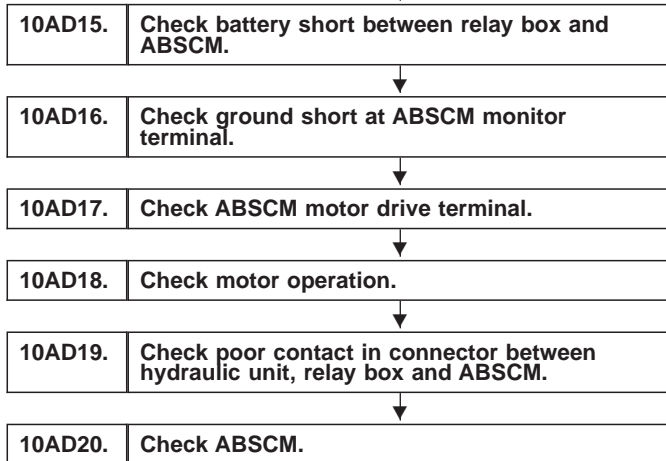 10AD15. Check battery short between relay box and
ABSCM.
10AD16. Check ground short at ABSCM monitor
terminal.
10AD17. Check ABSCM motor drive terminal.
10AD18. Check motor operation.
10AD19. Check poor contact in connector between
hydraulic unit, relay box and ABSCM.
10AD20. Check ABSCM.